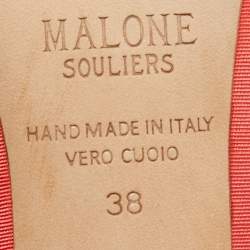 MALONE
SOULIERS
HAND MADE IN ITALY
VERO CUOIO
38